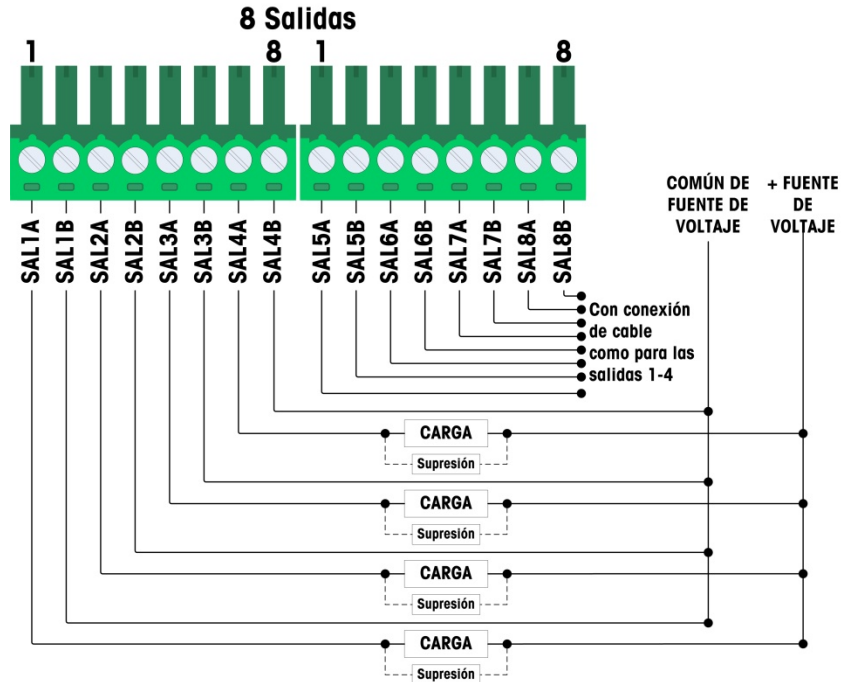 8 Salidas
1 8 1 8
COMÚN DE
FUENTE DE
VOLTAJE
+ FUENTE
DE
VOLTAJE
SAL1A
SAL1B
SAL2A
SAL2B
SAL3A
SAL3B
SAL4A
SAL4B
SAL5A
SAL5B
SAL6A
SAL6B
SAL7A
SAL7B
SAL8A
SAL8B
Con conexión
de cable
como para las
salidas 1-4
CARGA
Supresión
CARGA
Supresión
CARGA
Supresión
CARGA
Supresión